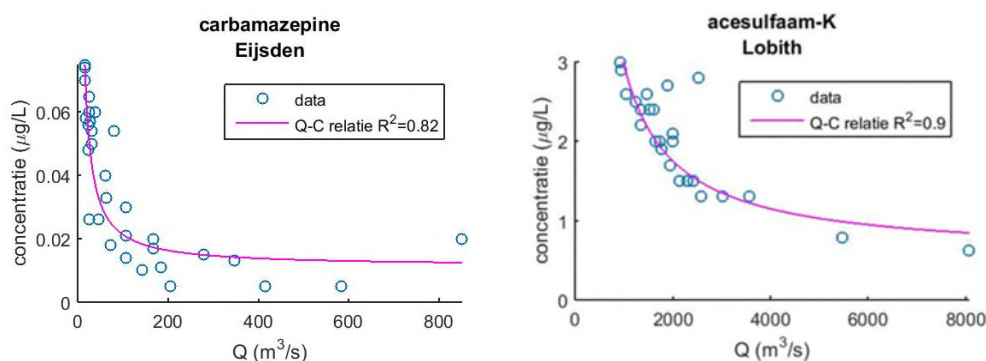 carbamazepine
Eijsden
concentratie (µg/L)
0.06
0.04
0.02
0
data
Q-C relatie R²=0.82
0 200 400 600 800
Q (m³/s)
acesulfaam-K
Lobith
concentratie (µg/L)
3
2
1
0
data
Q-C relatie R²=0.9
0 2000 4000 6000 8000
Q (m³/s)